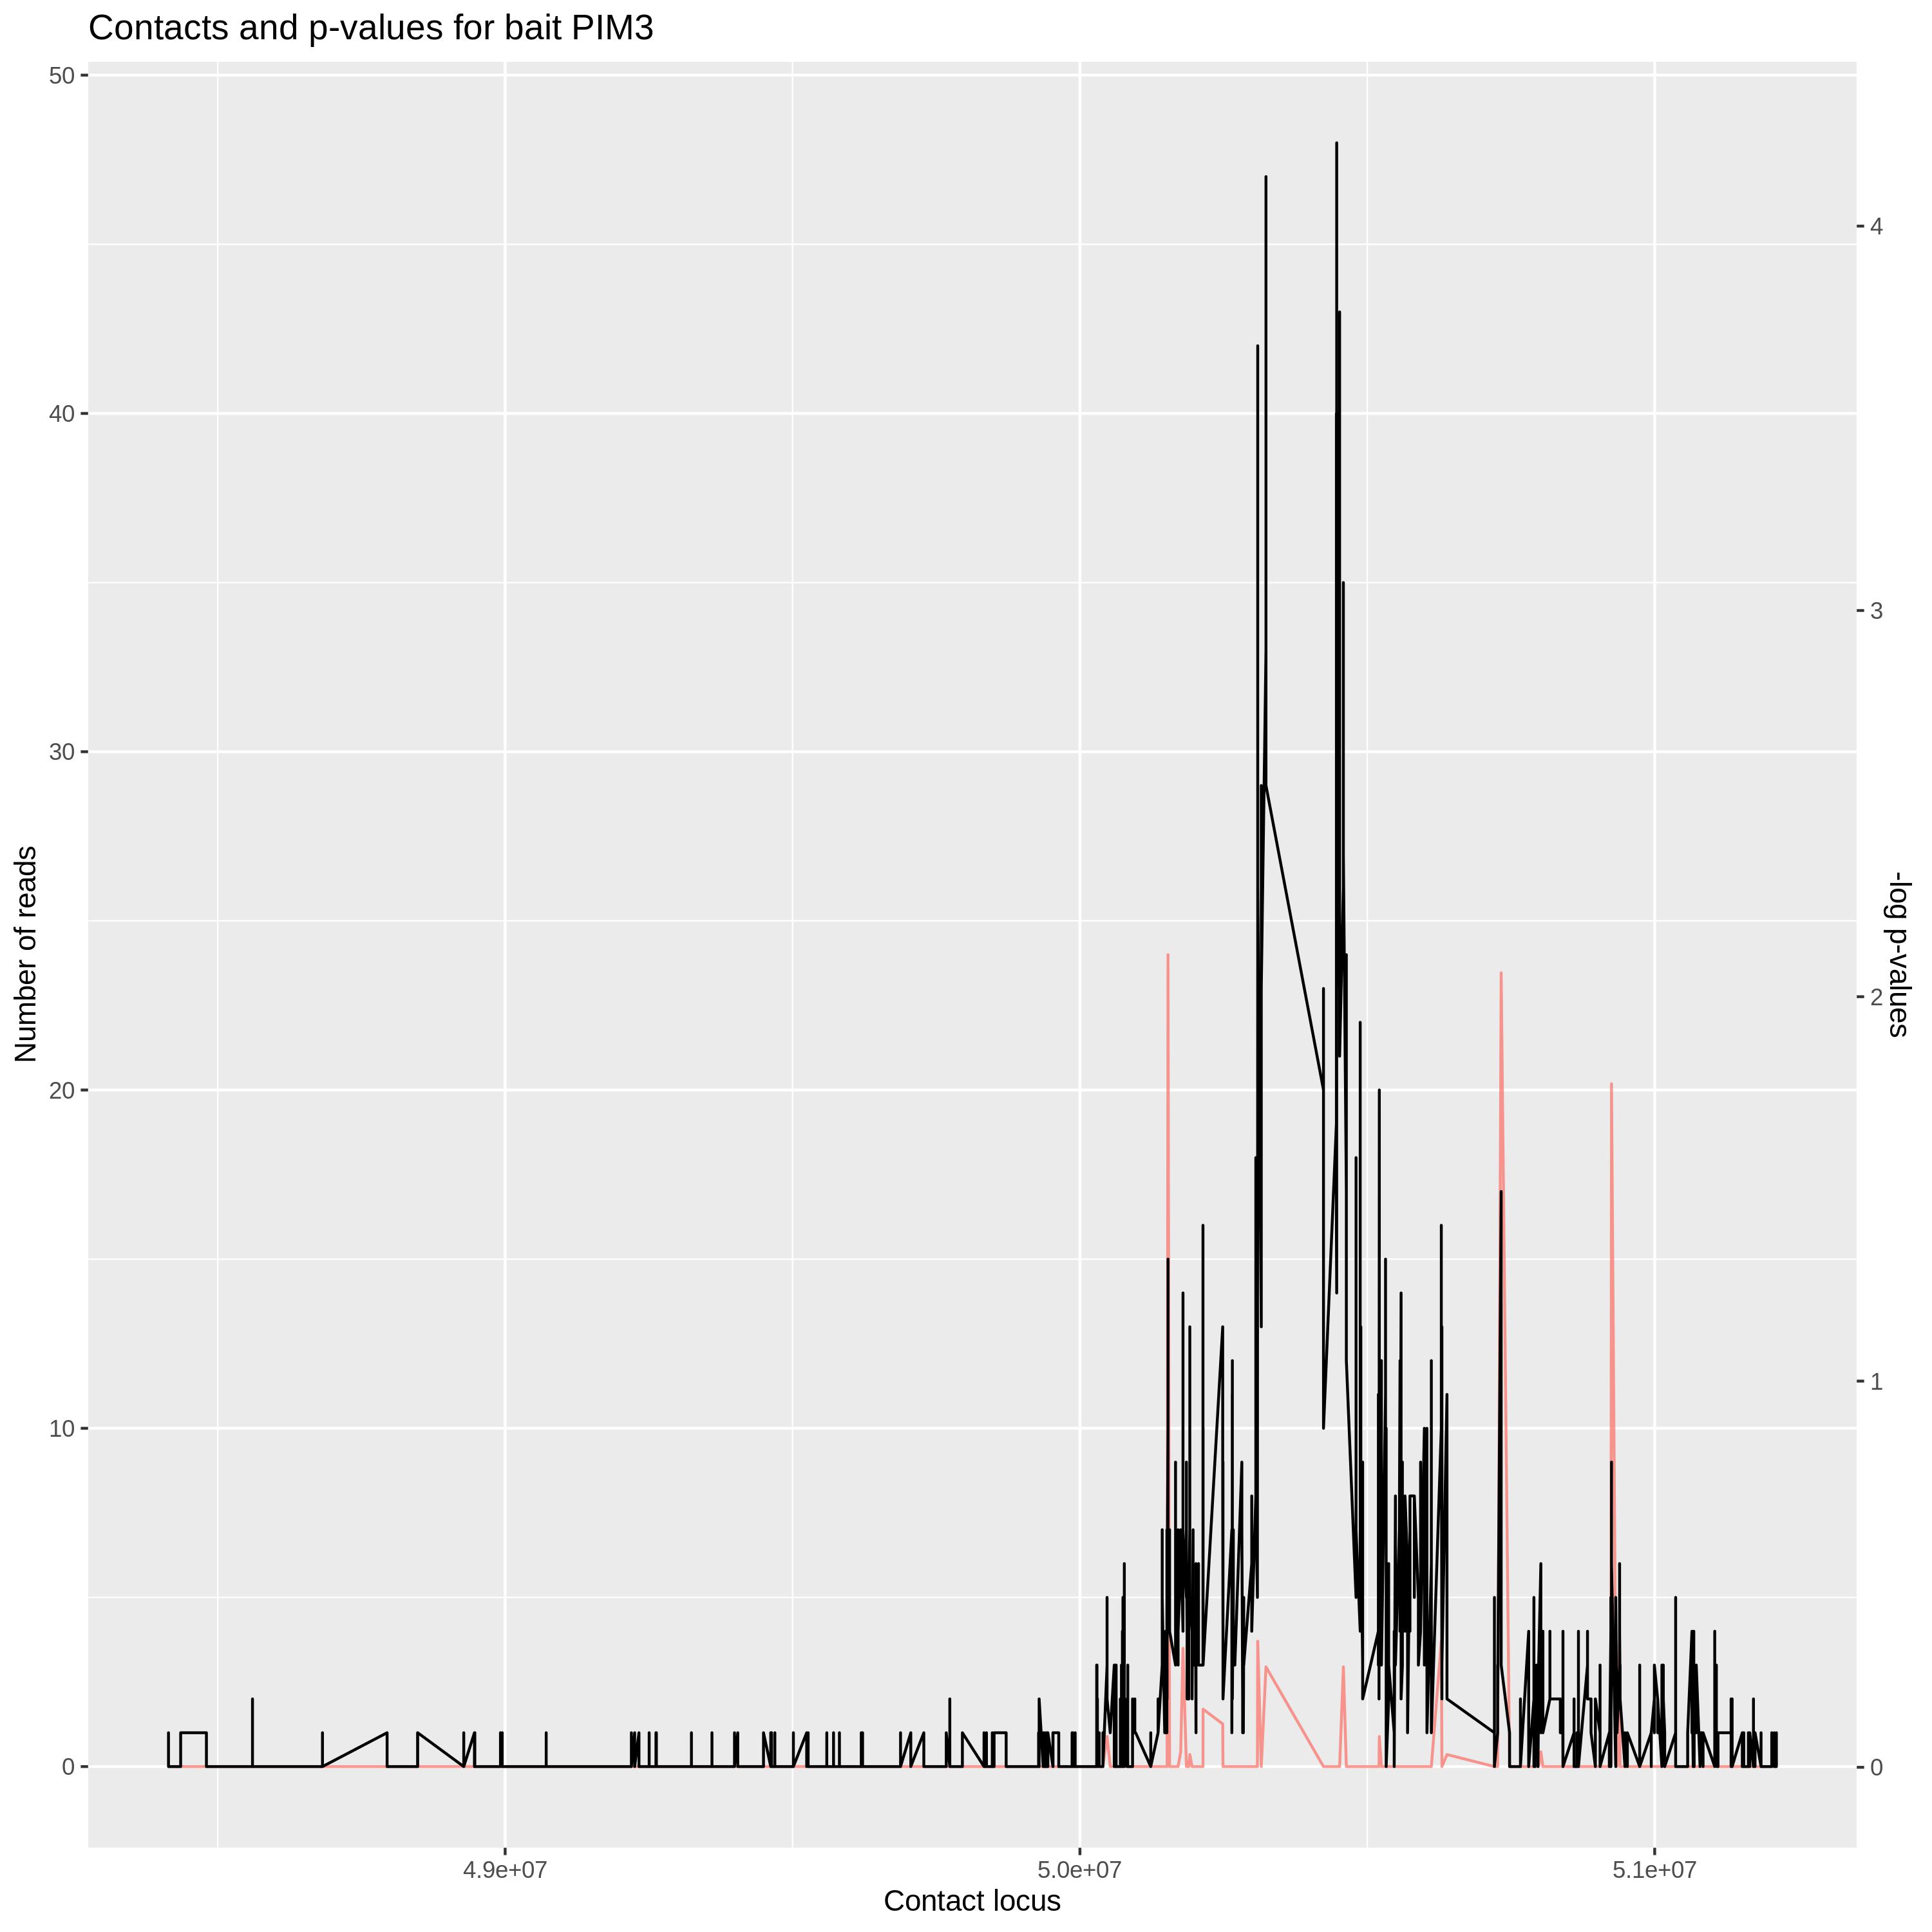 Contacts and p-values for bait PIM3
50
40
30
20
10
0
Number of reads
4
3
2
1
0
-log p-values
4.9e+07 5.0e+07 5.1e+07
Contact locus